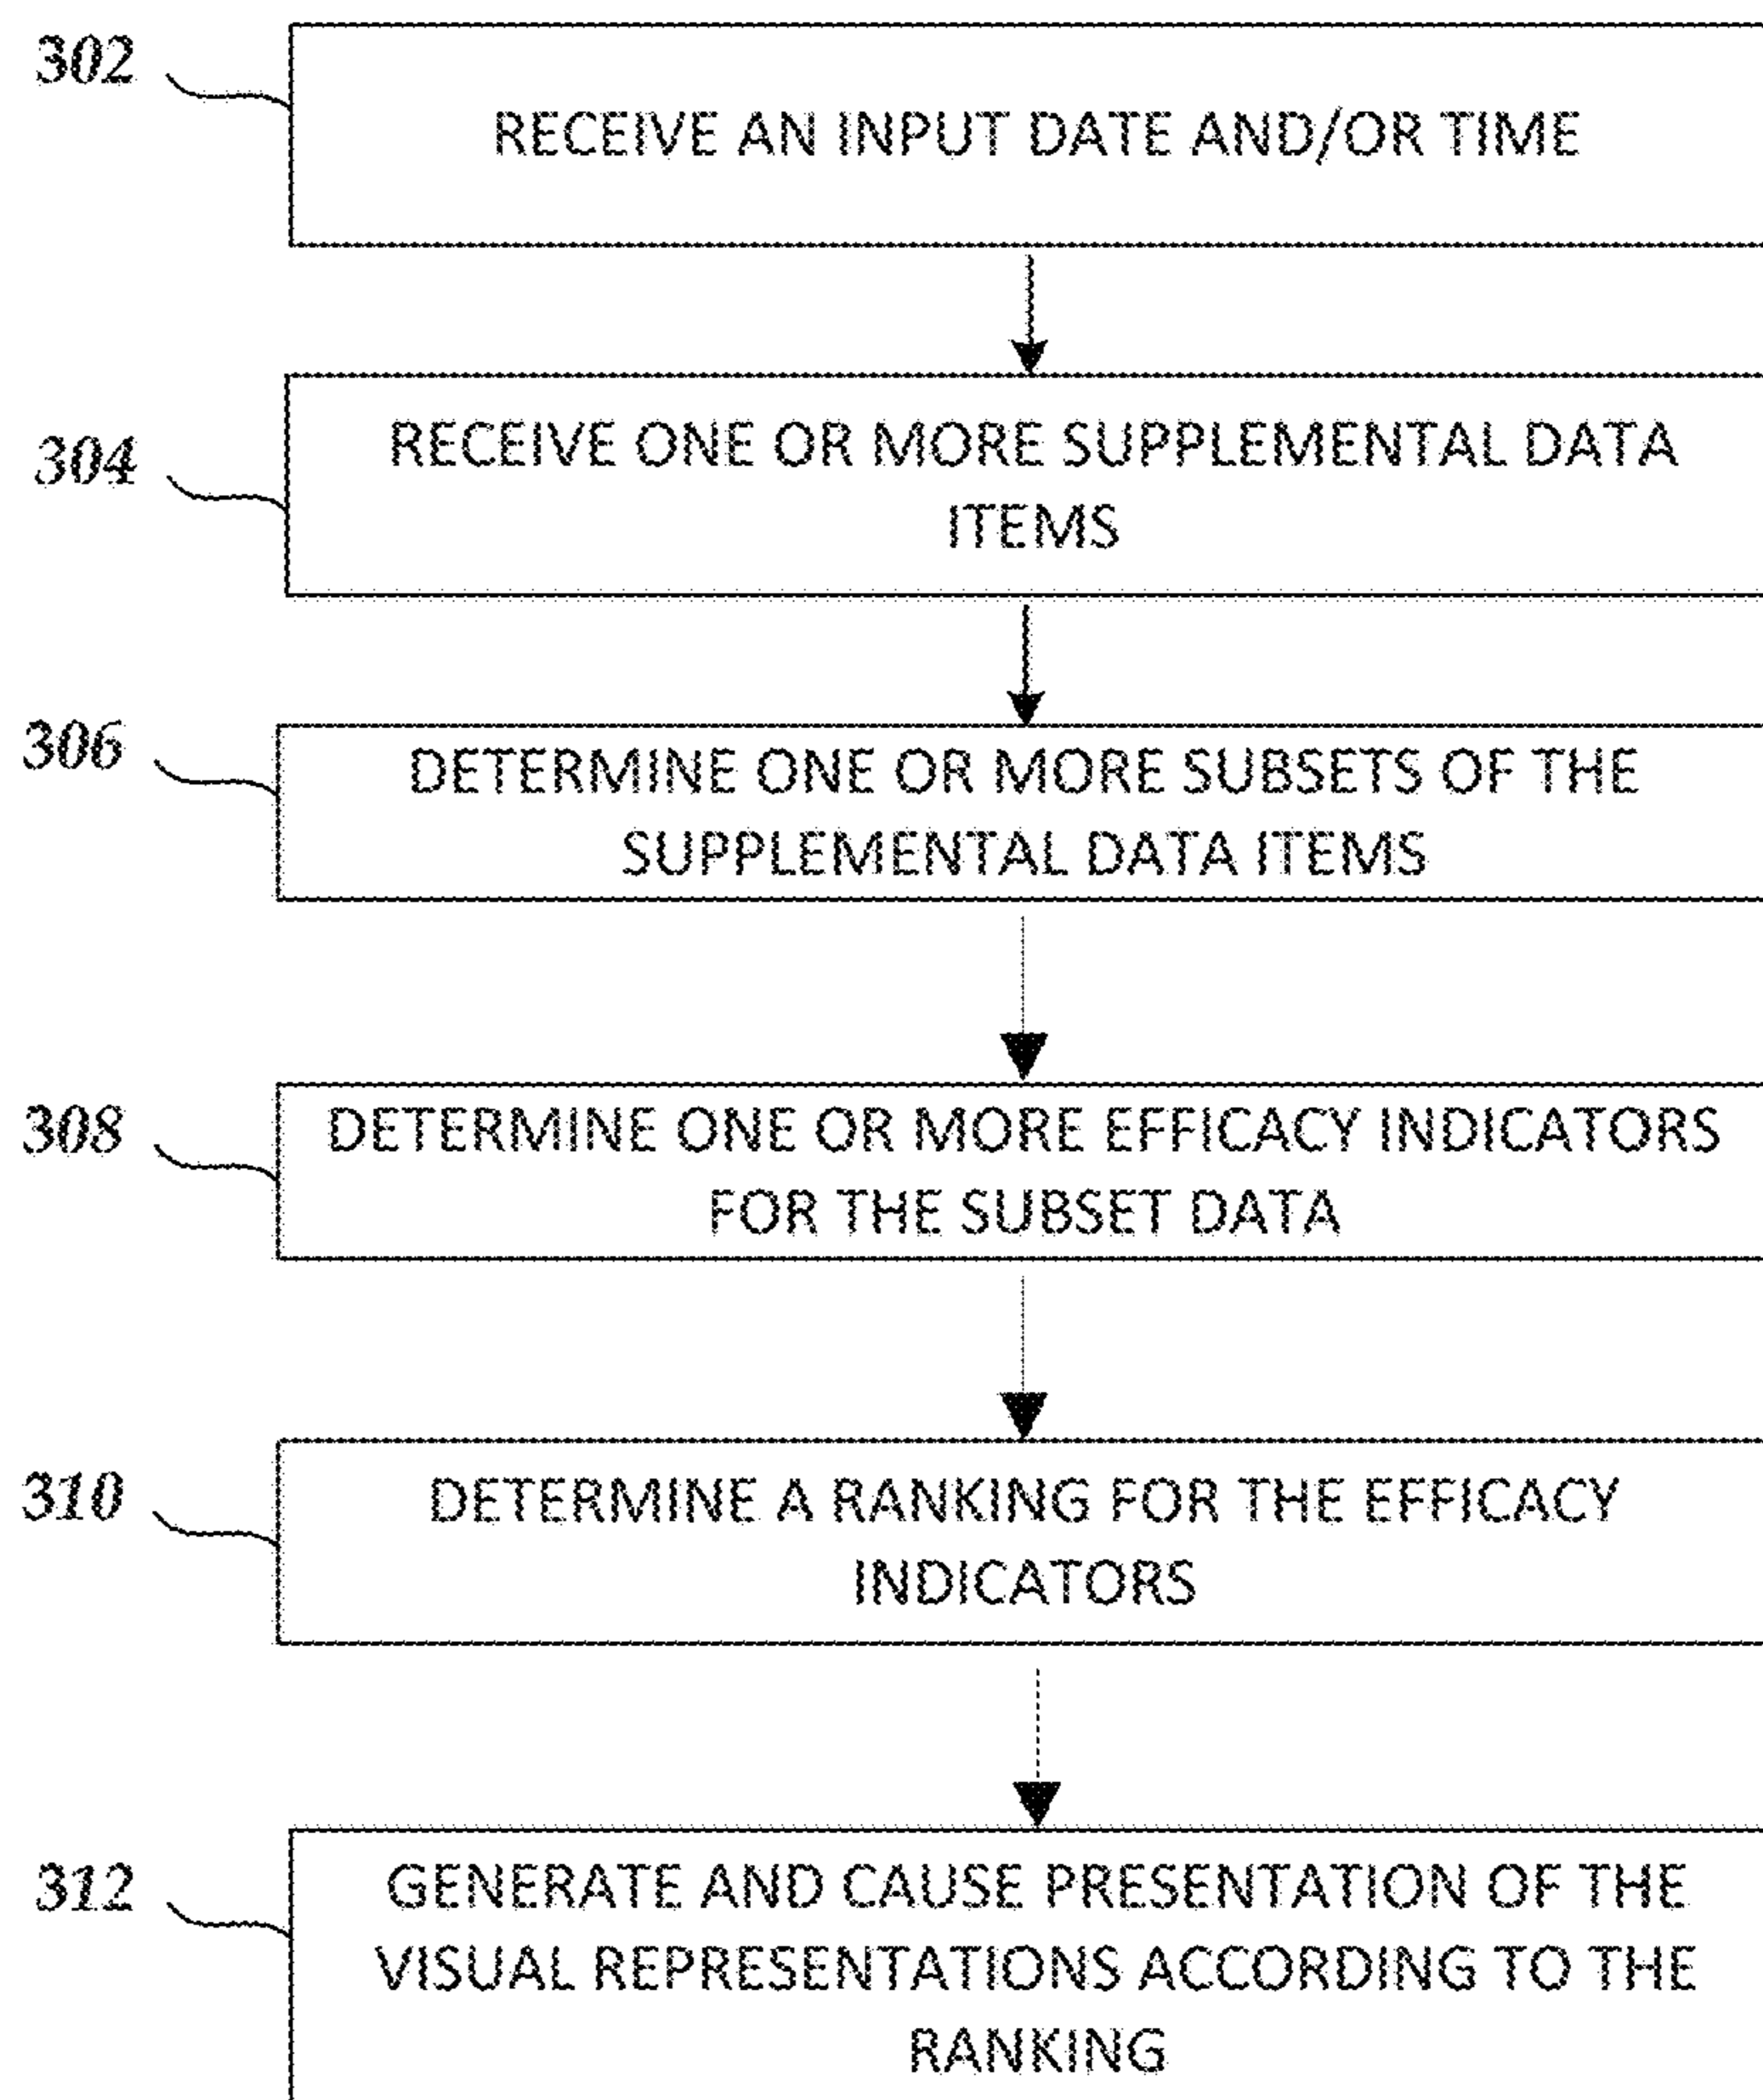 302
RECEIVE AN INPUT DATE AND/OR TIME
304
RECEIVE ONE OR MORE SUPPLEMENTAL DATA
ITEMS
306
DETERMINE ONE OR MORE SUBSETS OF THE
SUPPLEMENTAL DATA ITEMS
308
DETERMINE ONE OR MORE EFFICACY INDICATORS
FOR THE SUBSET DATA
310
DETERMINE A RANKING FOR THE EFFICACY
INDICATORS
312
GENERATE AND CAUSE PRESENTATION OF THE
VISUAL REPRESENTATIONS ACCORDING TO THE
RANKING